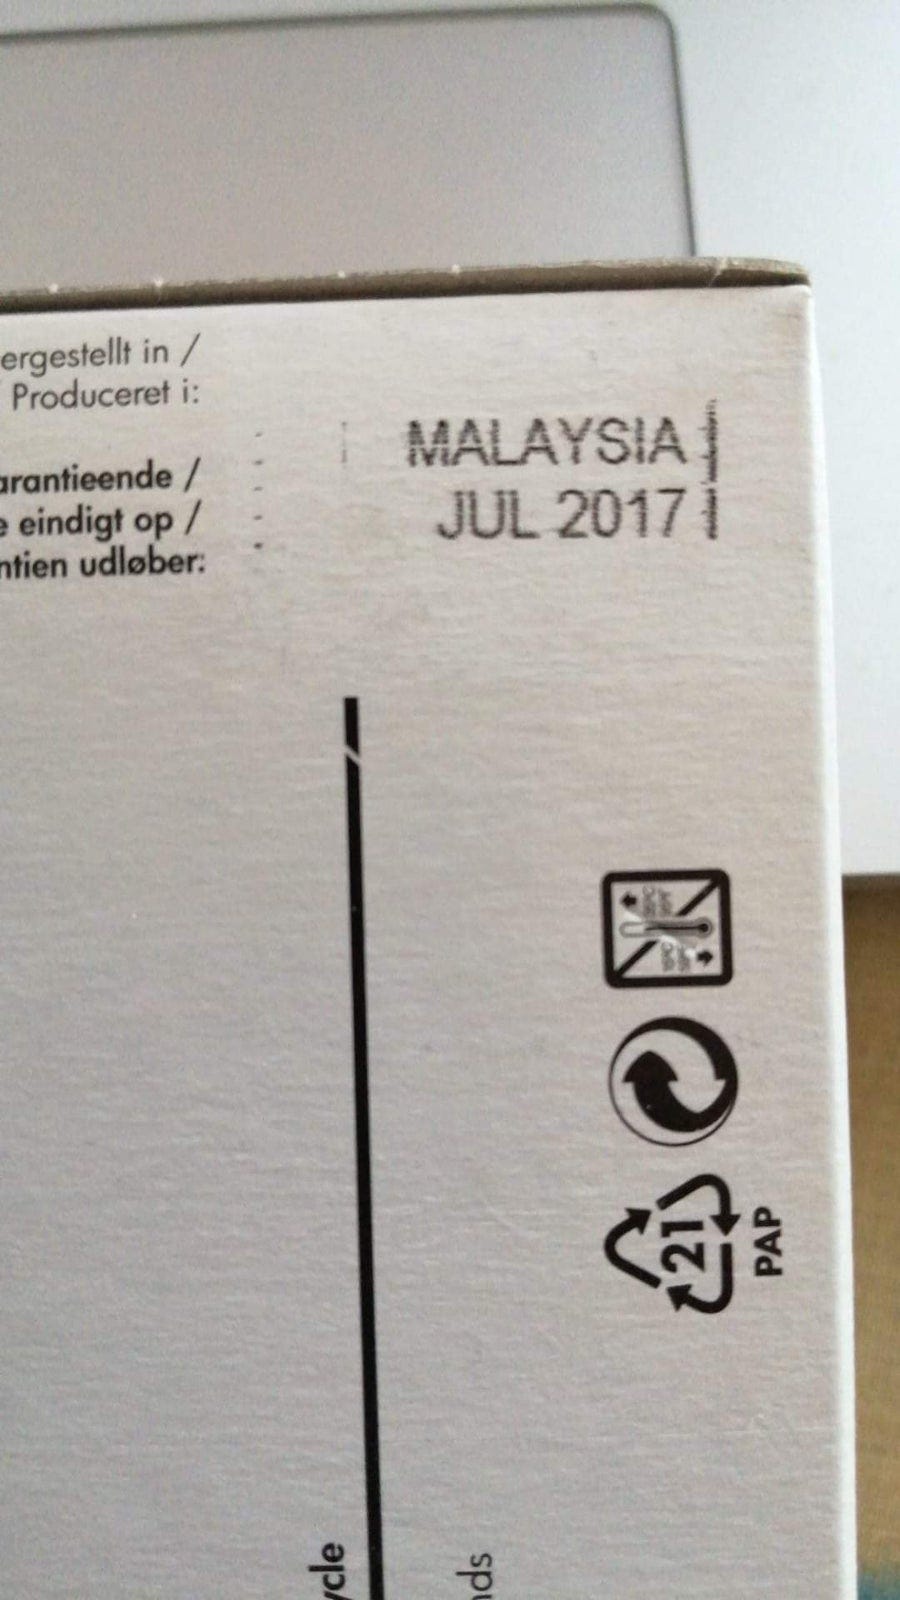 ergestellt in /
Produceret i:
MALAYSIA
arantieende /
e eindigt op /
ntien udløber:
JUL 2017
21
PAP
ycle
nds